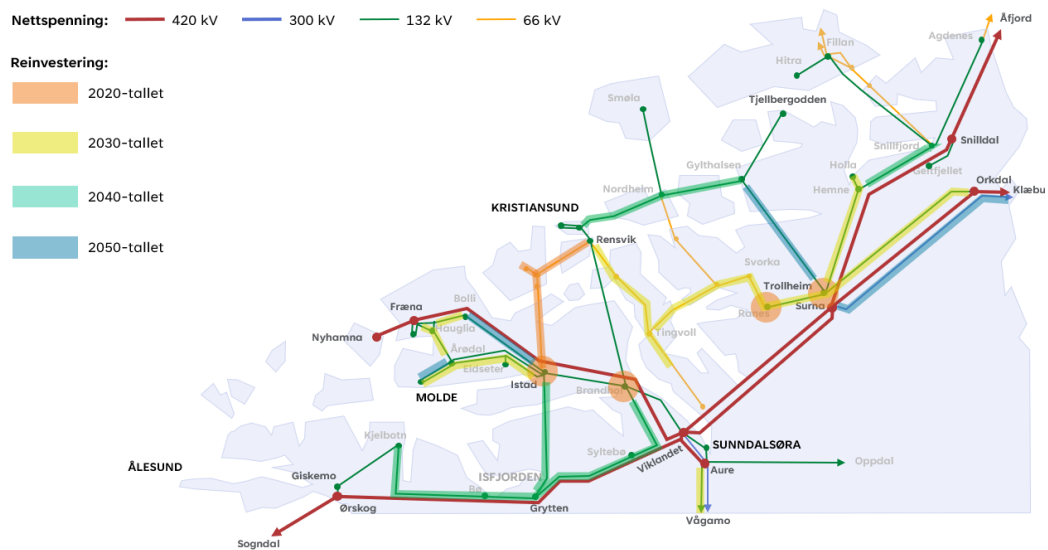 Nettspenning: 420 kV 300 kV 132 kV 66 kV
Reinvestering:
2020-tallet
2030-tallet
2040-tallet
2050-tallet
Åfjord
Agdenes
Fillan
Hitra
Tjellbergodden
Smøla
Snilldal
Snillfjord
Geitfjellet
Gylthalsen
Holla
Hemne
Orkdal
Klæbu
Nordheim
KRISTIANSUND
Rensvik
Svorka
Trollheim
Surna
Ranes
Bolli
Fræna
Nyhamna
Hauglia
Tingvoll
Årødal
Eidseter
Istad
Brandhol
MOLDE
Kjelbotn
SUNNDALSØRA
Syltebø
Viklandet
Aure
Oppdal
ÅLESUND
Giskemo
ISFJORDEN
Bø
Ørskog
Grytten
Vågamo
Sogndal